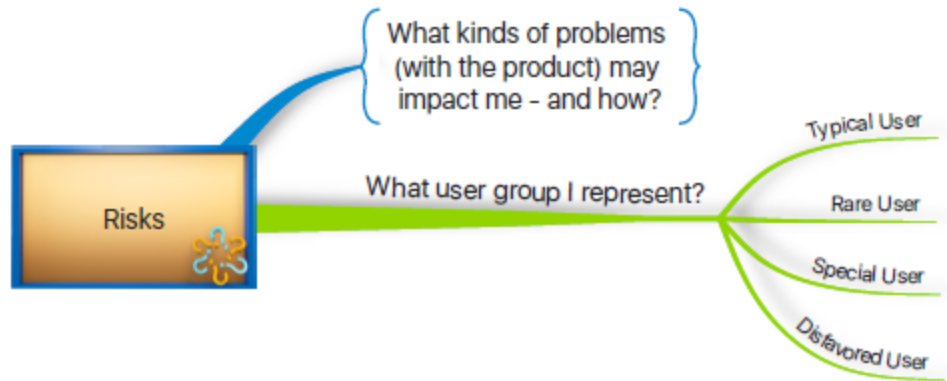 What kinds of problems
(with the product) may
impact me - and how?
Typical User
What user group I represent?
Rare User
Risks
Special User
Disfavored User